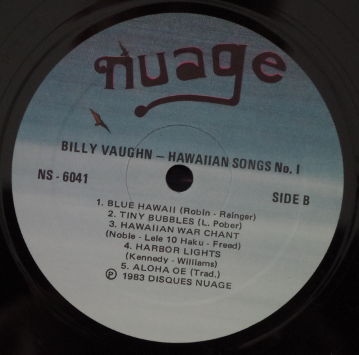 nuage
BILLY VAUGHN – HAWAIIAN SONGS No. 1
NS - 6041
SIDE B
1. BLUE HAWAII (Robin - Rainger)
2. TINY BUBBLES (L. Pober)
3. HAWAIIAN WAR CHANT
(Noble - Lele 10 Haku - Freed)
4. HARBOR LIGHTS
(Kennedy - Williams)
5. ALOHA OE (Trad.)
℗ 1983 DISQUES NUAGE